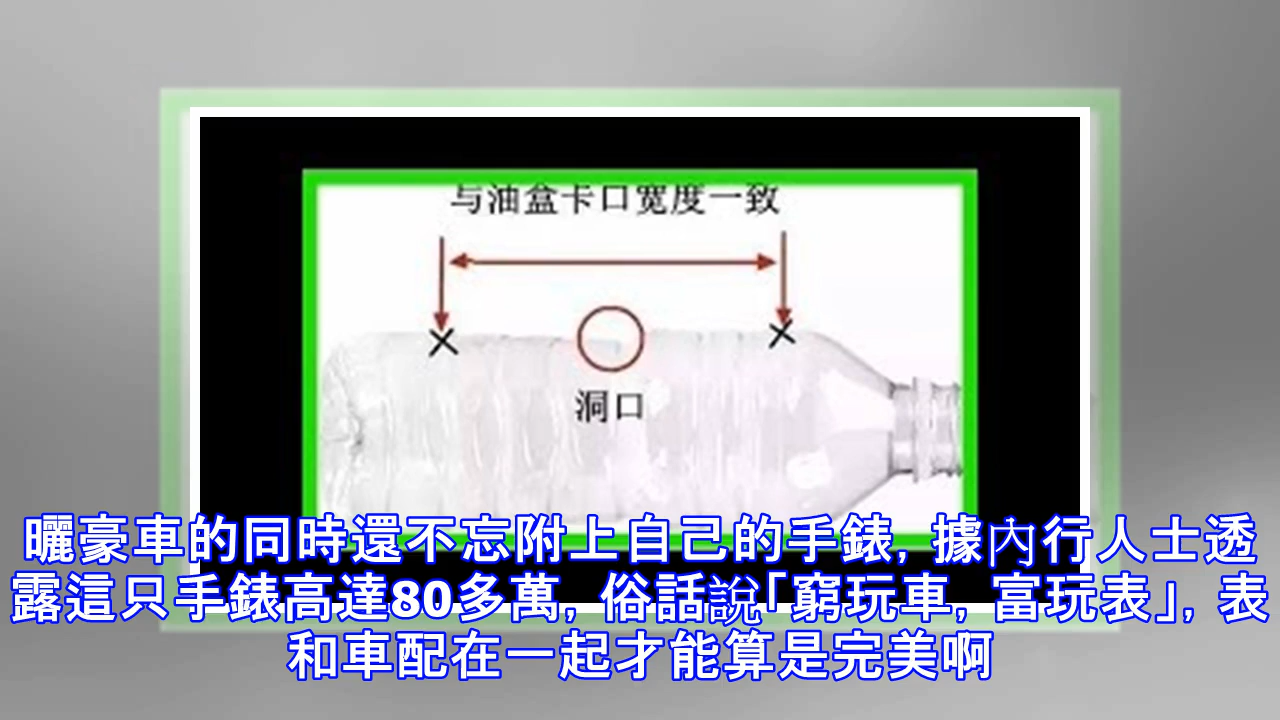 与油盒卡口宽度一致
洞口
曬豪車的同時還不忘附上自己的手錶, 據內行人士透
露這只手錶高達80多萬, 俗話說「窮玩車, 富玩表」, 表
和車配在一起才能算是完美啊